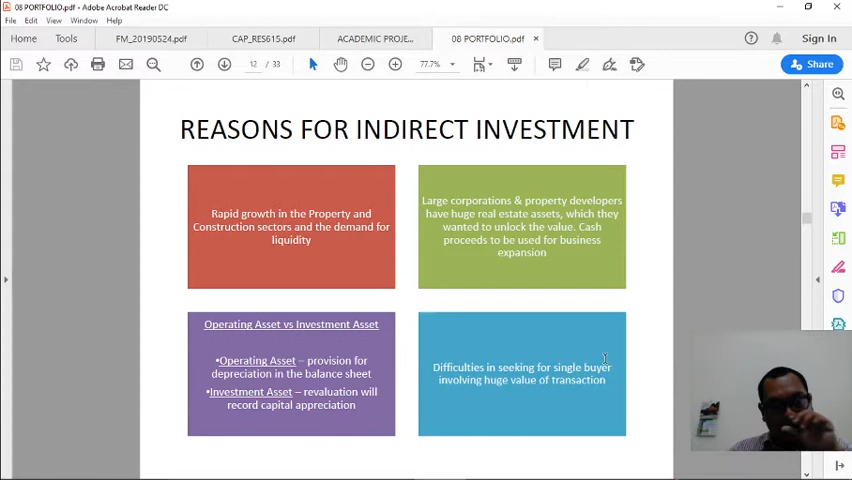 08 PORTFOLIO.pdf - Adobe Acrobat Reader DC
File Edit View Window Help
Home Tools FM_20190524.pdf CAP_RES615.pdf ACADEMIC PROJE... 08 PORTFOLIO.pdf × Sign In
12 / 33 77.7% Share
REASONS FOR INDIRECT INVESTMENT
Rapid growth in the Property and
Construction sectors and the demand for
liquidity
Large corporations & property developers
have huge real estate assets, which they
wanted to unlock the value. Cash
proceeds to be used for business
expansion
Operating Asset vs Investment Asset
•Operating Asset – provision for
depreciation in the balance sheet
•Investment Asset – revaluation will
record capital appreciation
Difficulties in seeking for single buyer
involving huge value of transaction